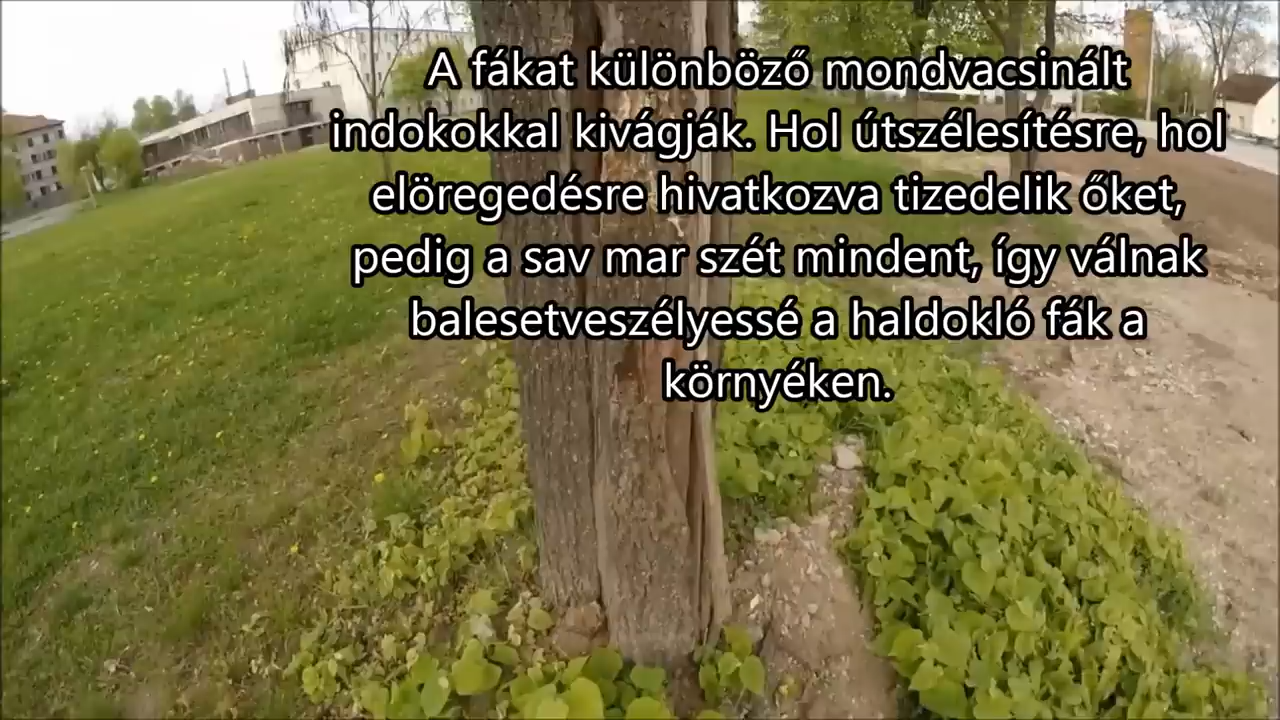 A fákat különböző mondvacsinált
indokokkal kivágják. Hol útszélesítésre, hol
elöregedésre hivatkozva tizedelik őket,
pedig a sav mar szét mindent, így válnak
balesetveszélyessé a haldokló fák a
környéken.